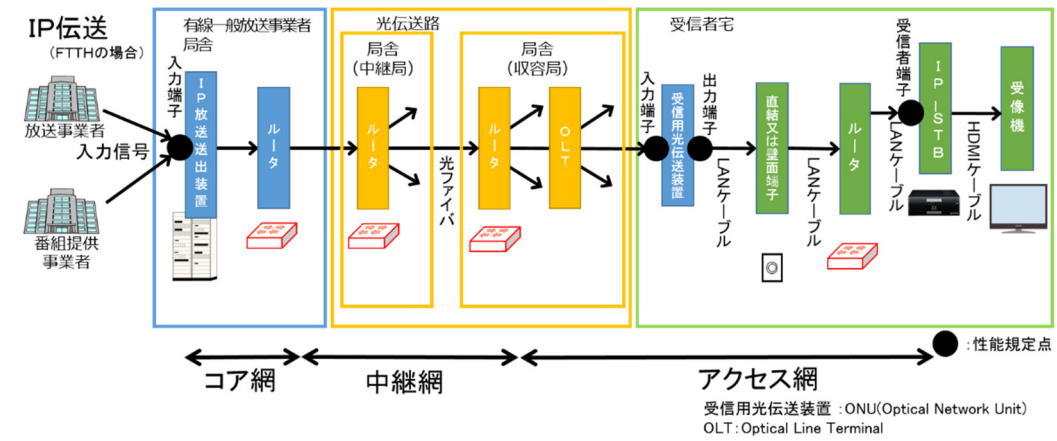 IP伝送
(FTTHの場合)
放送事業者
入力信号
番組提供
事業者
有線一般放送事業者
局舎
入力端子
IP放送送出装置
ルータ
光伝送路
局舎
(中継局)
ルータ
光ファイバ
局舎
(収容局)
ルータ
OLT
受信者宅
入力端子
受信用光伝送装置
出力端子
LANケーブル
直結又は壁面端子
LANケーブル
ルータ
LANケーブル
受信者端子
IP ISTB
HDMIケーブル
受像機
:性能規定点
コア網
中継網
アクセス網
受信用光伝送装置 :ONU(Optical Network Unit)
OLT:Optical Line Terminal